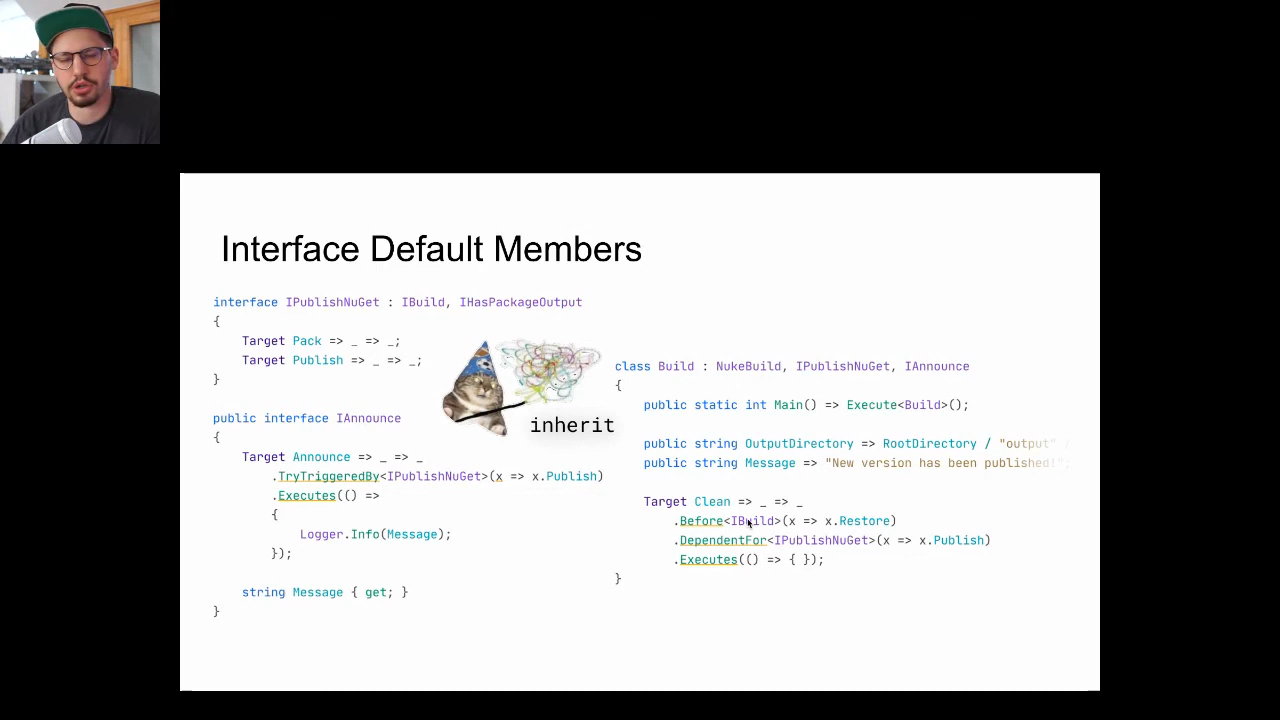 Interface Default Members
interface IPublishNuGet : IBuild, IHasPackageOutput
{
Target Pack => _ => _;
Target Publish => _ => _;
}
public interface IAnnounce
{
Target Announce => _ => _
.TryTriggeredBy<IPublishNuGet>(x => x.Publish)
.Executes(() =>
{
Logger.Info(Message);
});
string Message { get; }
}
inherit
class Build : NukeBuild, IPublishNuGet, IAnnounce
{
public static int Main() => Execute<Build>();
public string OutputDirectory => RootDirectory / "output" /
public string Message => "New version has been published!";
Target Clean => _ => _
.Before<IBuild>(x => x.Restore)
.DependentFor<IPublishNuGet>(x => x.Publish)
.Executes(() => { });
}